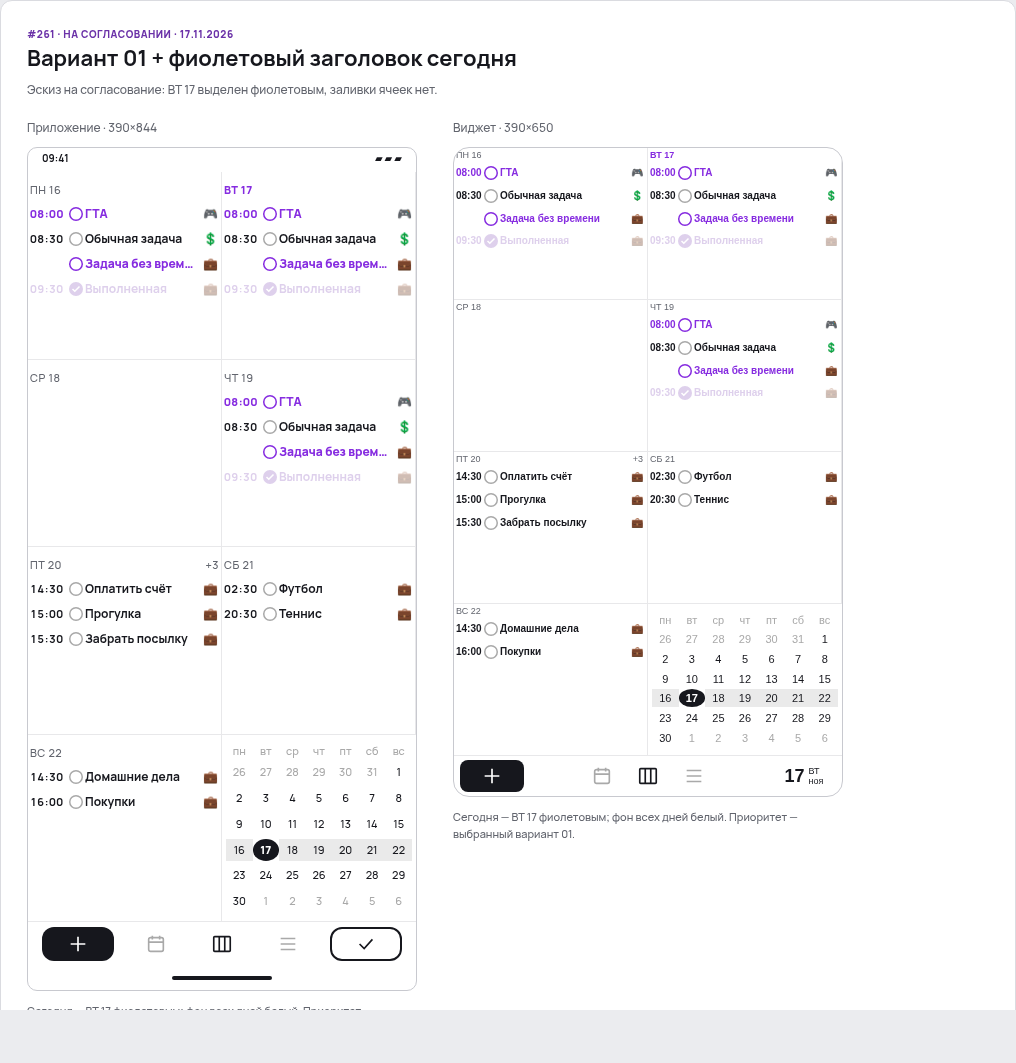 #261 · НА СОГЛАСОВАНИИ · 17.11.2026
Вариант 01 + фиолетовый заголовок сегодня
Эскиз на согласование: ВТ 17 выделен фиолетовым, заливки ячеек нет.
Приложение · 390×844
09:41
ПН 16
08:00 ГТА
08:30 Обычная задача
Задача без врем…
09:30 Выполненная
ВТ 17
08:00 ГТА
08:30 Обычная задача
Задача без врем…
09:30 Выполненная
СР 18
ЧТ 19
08:00 ГТА
08:30 Обычная задача
Задача без врем…
09:30 Выполненная
ПТ 20 +3
14:30 Оплатить счёт
15:00 Прогулка
15:30 Забрать посылку
СБ 21
02:30 Футбол
20:30 Теннис
ВС 22
14:30 Домашние дела
16:00 Покупки
пн вт ср чт пт сб вс
26 27 28 29 30 31 1
2 3 4 5 6 7 8
9 10 11 12 13 14 15
16 17 18 19 20 21 22
23 24 25 26 27 28 29
30 1 2 3 4 5 6
Сегодня — ВТ 17 фиолетовым; фон всех дней белый. Приоритет —
Виджет · 390×650
ПН 16
08:00 ГТА
08:30 Обычная задача
Задача без времени
09:30 Выполненная
ВТ 17
08:00 ГТА
08:30 Обычная задача
Задача без времени
09:30 Выполненная
СР 18
ЧТ 19
08:00 ГТА
08:30 Обычная задача
Задача без времени
09:30 Выполненная
ПТ 20 +3
14:30 Оплатить счёт
15:00 Прогулка
15:30 Забрать посылку
СБ 21
02:30 Футбол
20:30 Теннис
ВС 22
14:30 Домашние дела
16:00 Покупки
пн вт ср чт пт сб вс
26 27 28 29 30 31 1
2 3 4 5 6 7 8
9 10 11 12 13 14 15
16 17 18 19 20 21 22
23 24 25 26 27 28 29
30 1 2 3 4 5 6
17 ВТ
ноя
Сегодня — ВТ 17 фиолетовым; фон всех дней белый. Приоритет —
выбранный вариант 01.